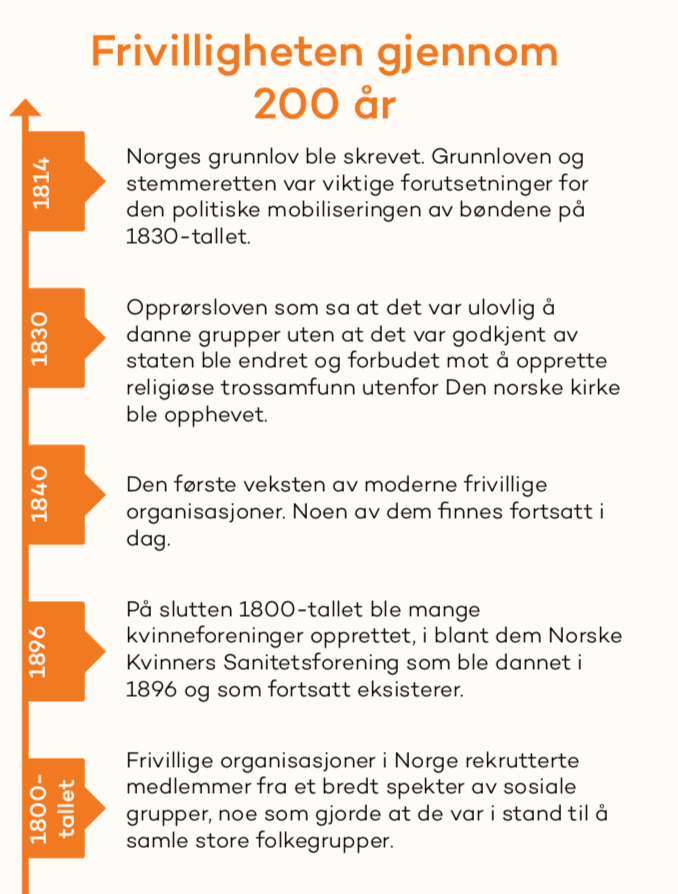 Frivilligheten gjennom
200 år
1814
Norges grunnlov ble skrevet. Grunnloven og
stemmeretten var viktige forutsetninger for
den politiske mobiliseringen av bøndene på
1830-tallet.
1830
Opprørsloven som sa at det var ulovlig å
danne grupper uten at det var godkjent av
staten ble endret og forbudet mot å opprette
religiøse trossamfunn utenfor Den norske kirke
ble opphevet.
1840
Den første veksten av moderne frivillige
organisasjoner. Noen av dem finnes fortsatt i
dag.
1896
På slutten 1800-tallet ble mange
kvinneforeninger opprettet, i blant dem Norske
Kvinners Sanitetsforening som ble dannet i
1896 og som fortsatt eksisterer.
1800-
tallet
Frivillige organisasjoner i Norge rekrutterte
medlemmer fra et bredt spekter av sosiale
grupper, noe som gjorde at de var i stand til å
samle store folkegrupper.